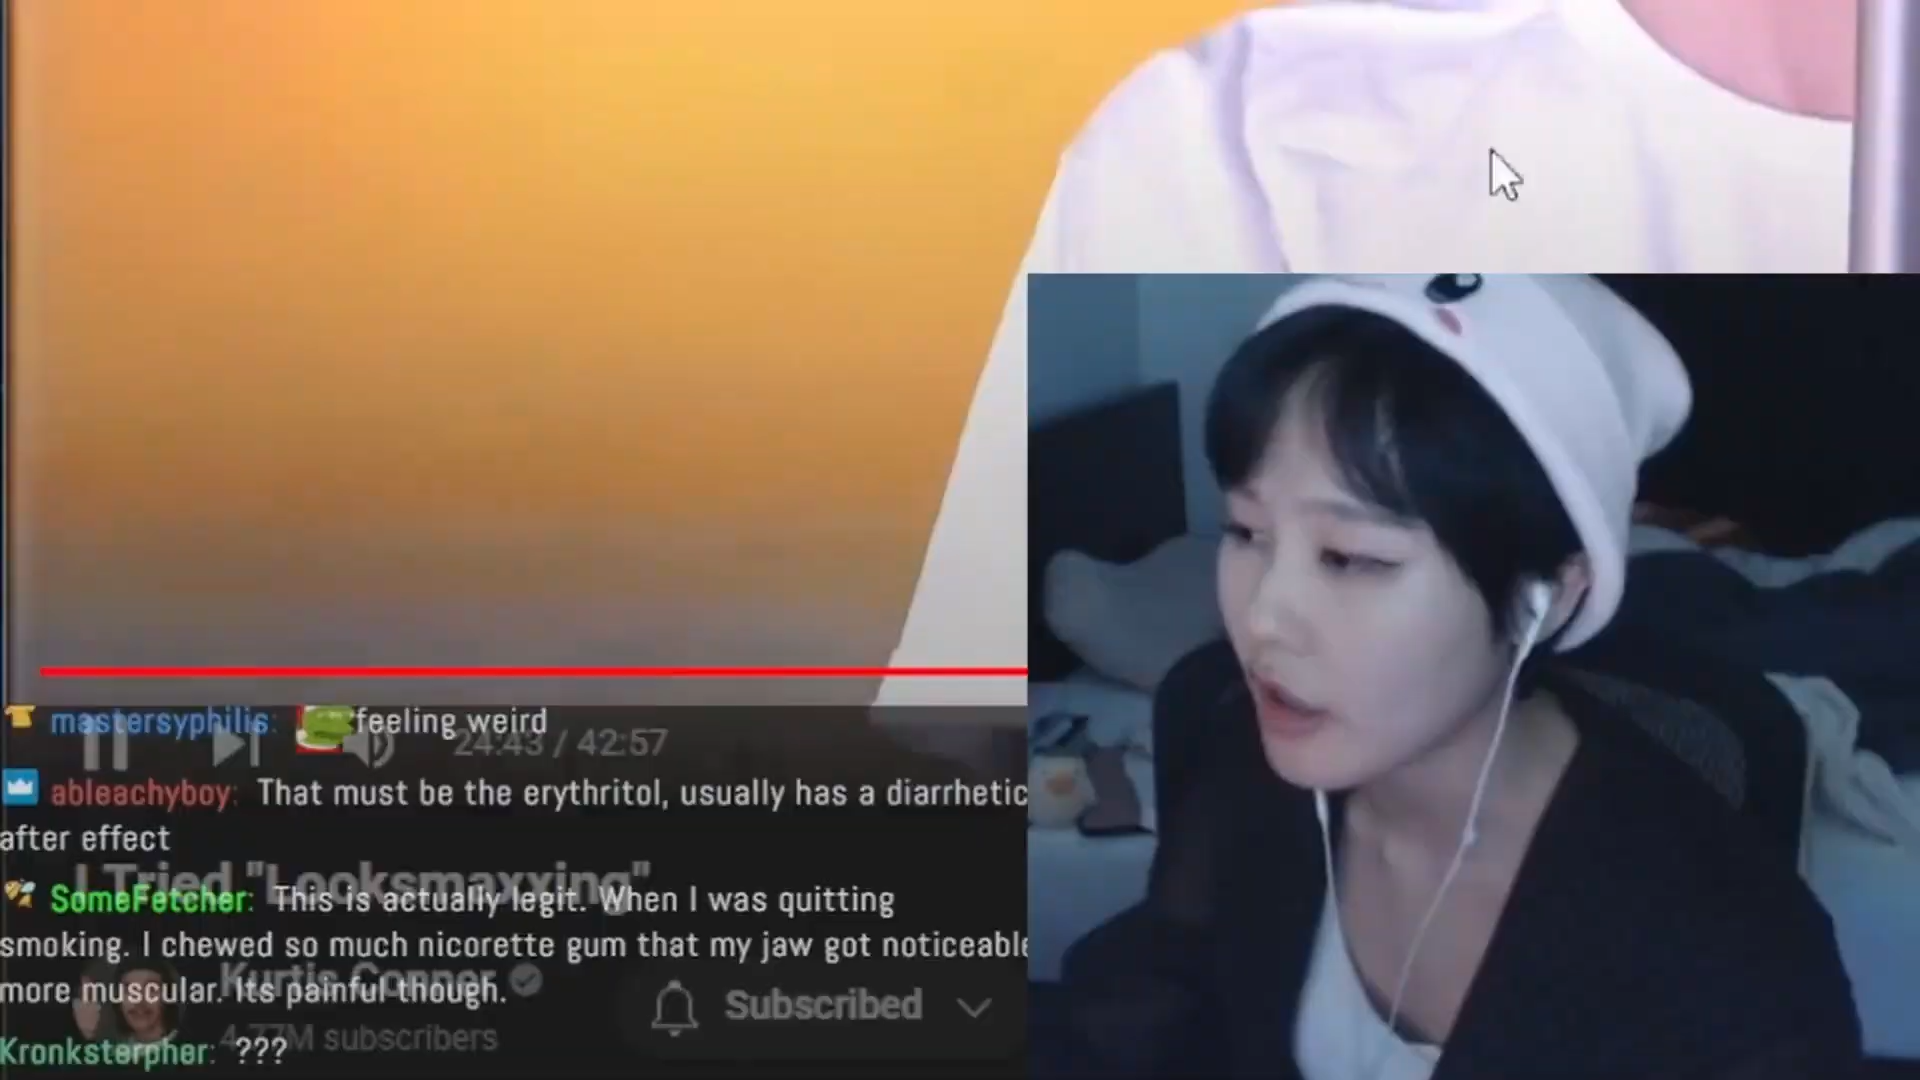 mastersyphilis: feeling weird
24:43 / 42:57
ableachyboy: That must be the erythritol, usually has a diarrhetic
after effect
I Tried "Looksmaxxing"
SomeFetcher: This is actually legit. When I was quitting
smoking. I chewed so much nicorette gum that my jaw got noticeable
more muscular. Its painful though.
Kurtis Conner
Subscribed
4.77M subscribers
Kronksterpher: ???